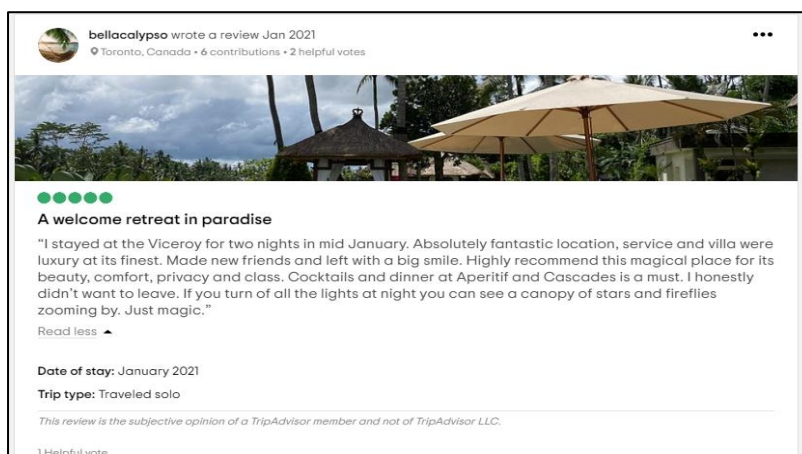 bellacalypso wrote a review Jan 2021
Toronto, Canada • 6 contributions • 2 helpful votes
A welcome retreat in paradise
“I stayed at the Viceroy for two nights in mid January. Absolutely fantastic location, service and villa were
luxury at its finest. Made new friends and left with a big smile. Highly recommend this magical place for its
beauty, comfort, privacy and class. Cocktails and dinner at Aperitif and Cascades is a must. I honestly
didn’t want to leave. If you turn of all the lights at night you can see a canopy of stars and fireflies
zooming by. Just magic.”
Read less
Date of stay: January 2021
Trip type: Traveled solo
This review is the subjective opinion of a TripAdvisor member and not of TripAdvisor LLC.
1 Helpful vote